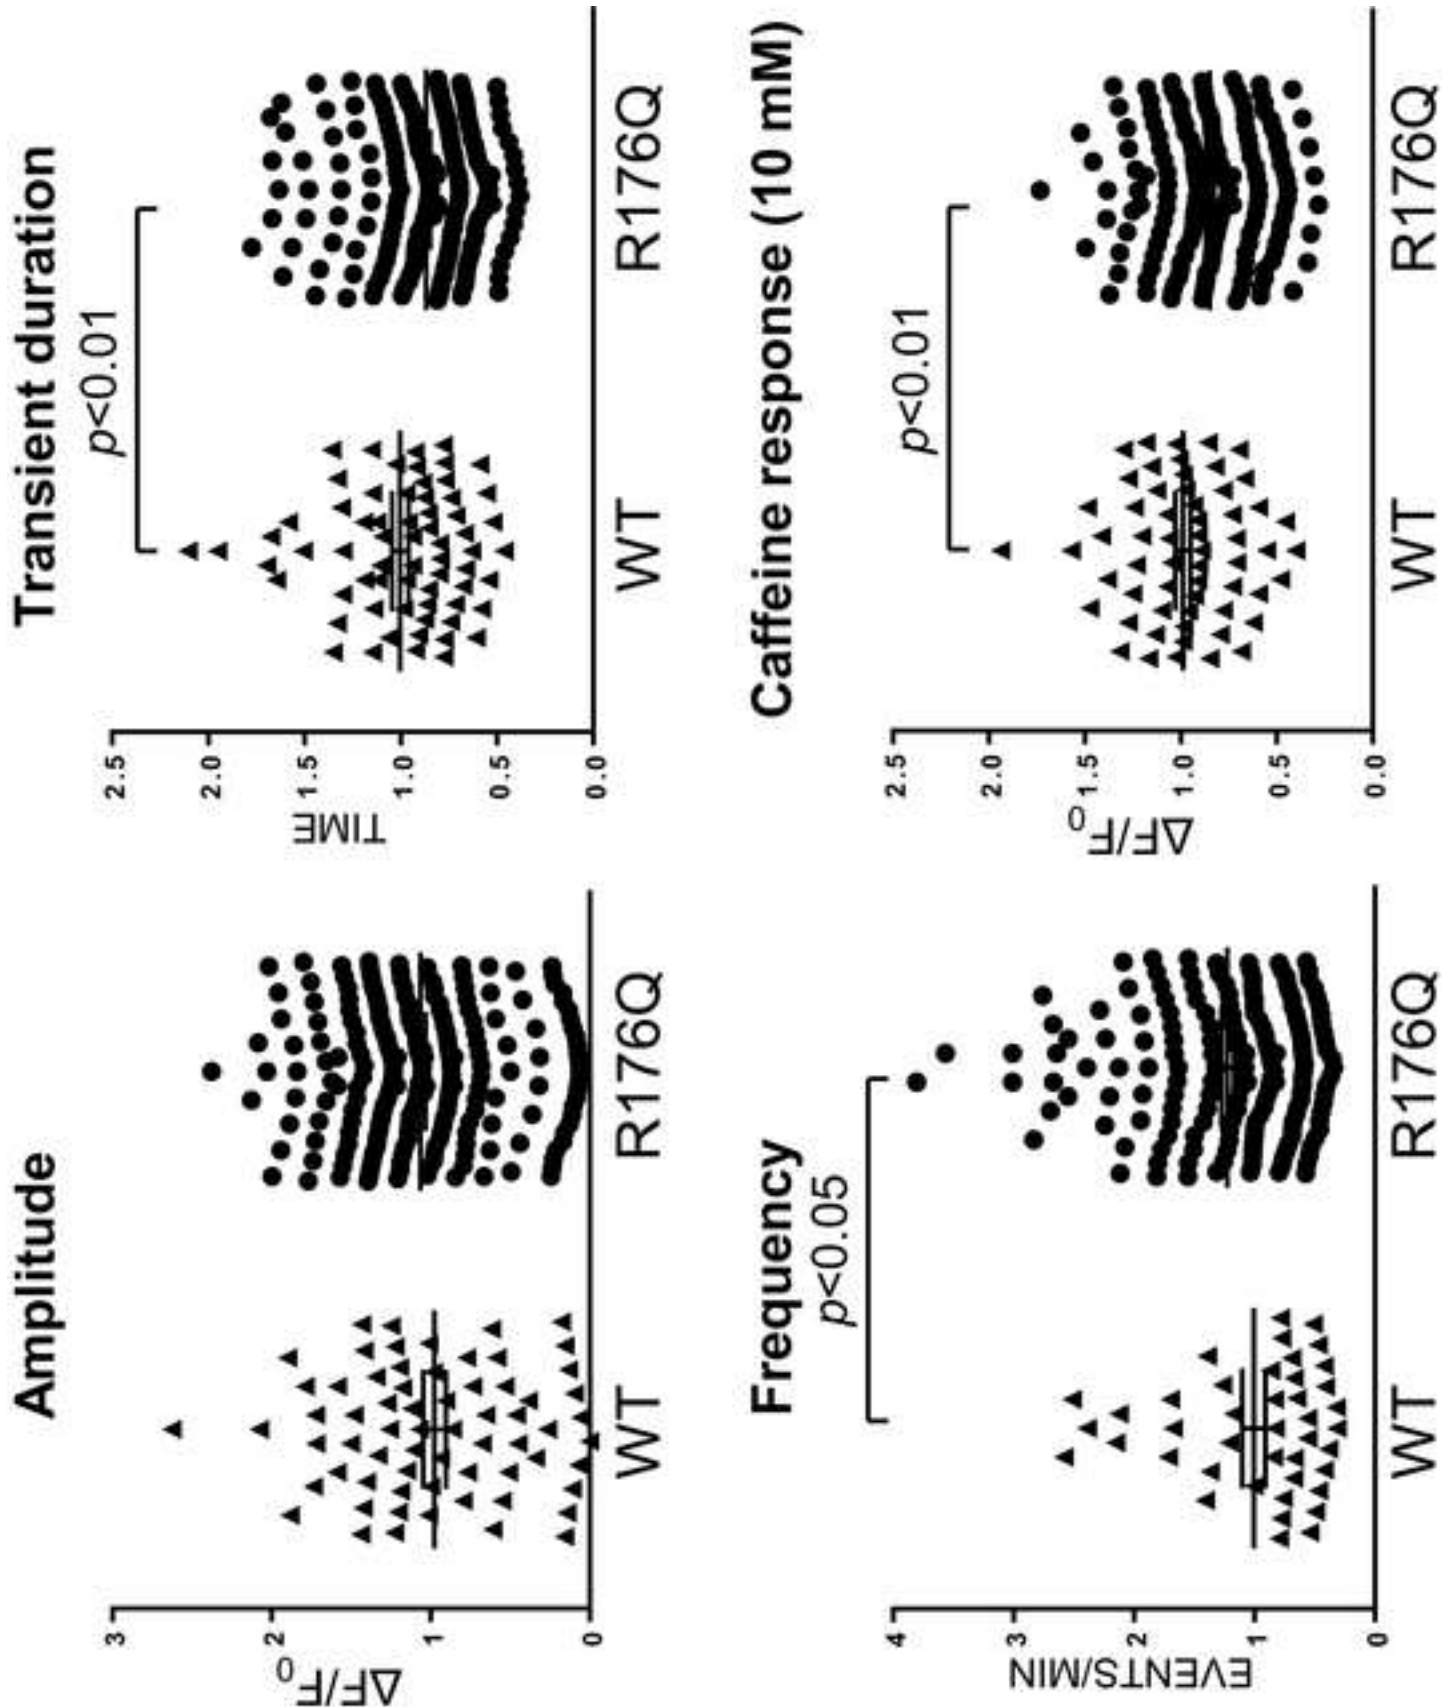 Amplitude
ΔF/F0
3
2
1
0
WT
R176Q
Transient duration
p<0.01
TIME
2.5
2.0
1.5
1.0
0.5
0.0
WT
R176Q
Frequency
p<0.05
EVENTS/MIN
4
3
2
1
0
WT
R176Q
Caffeine response (10 mM)
p<0.01
ΔF/F0
2.5
2.0
1.5
1.0
0.5
0.0
WT
R176Q